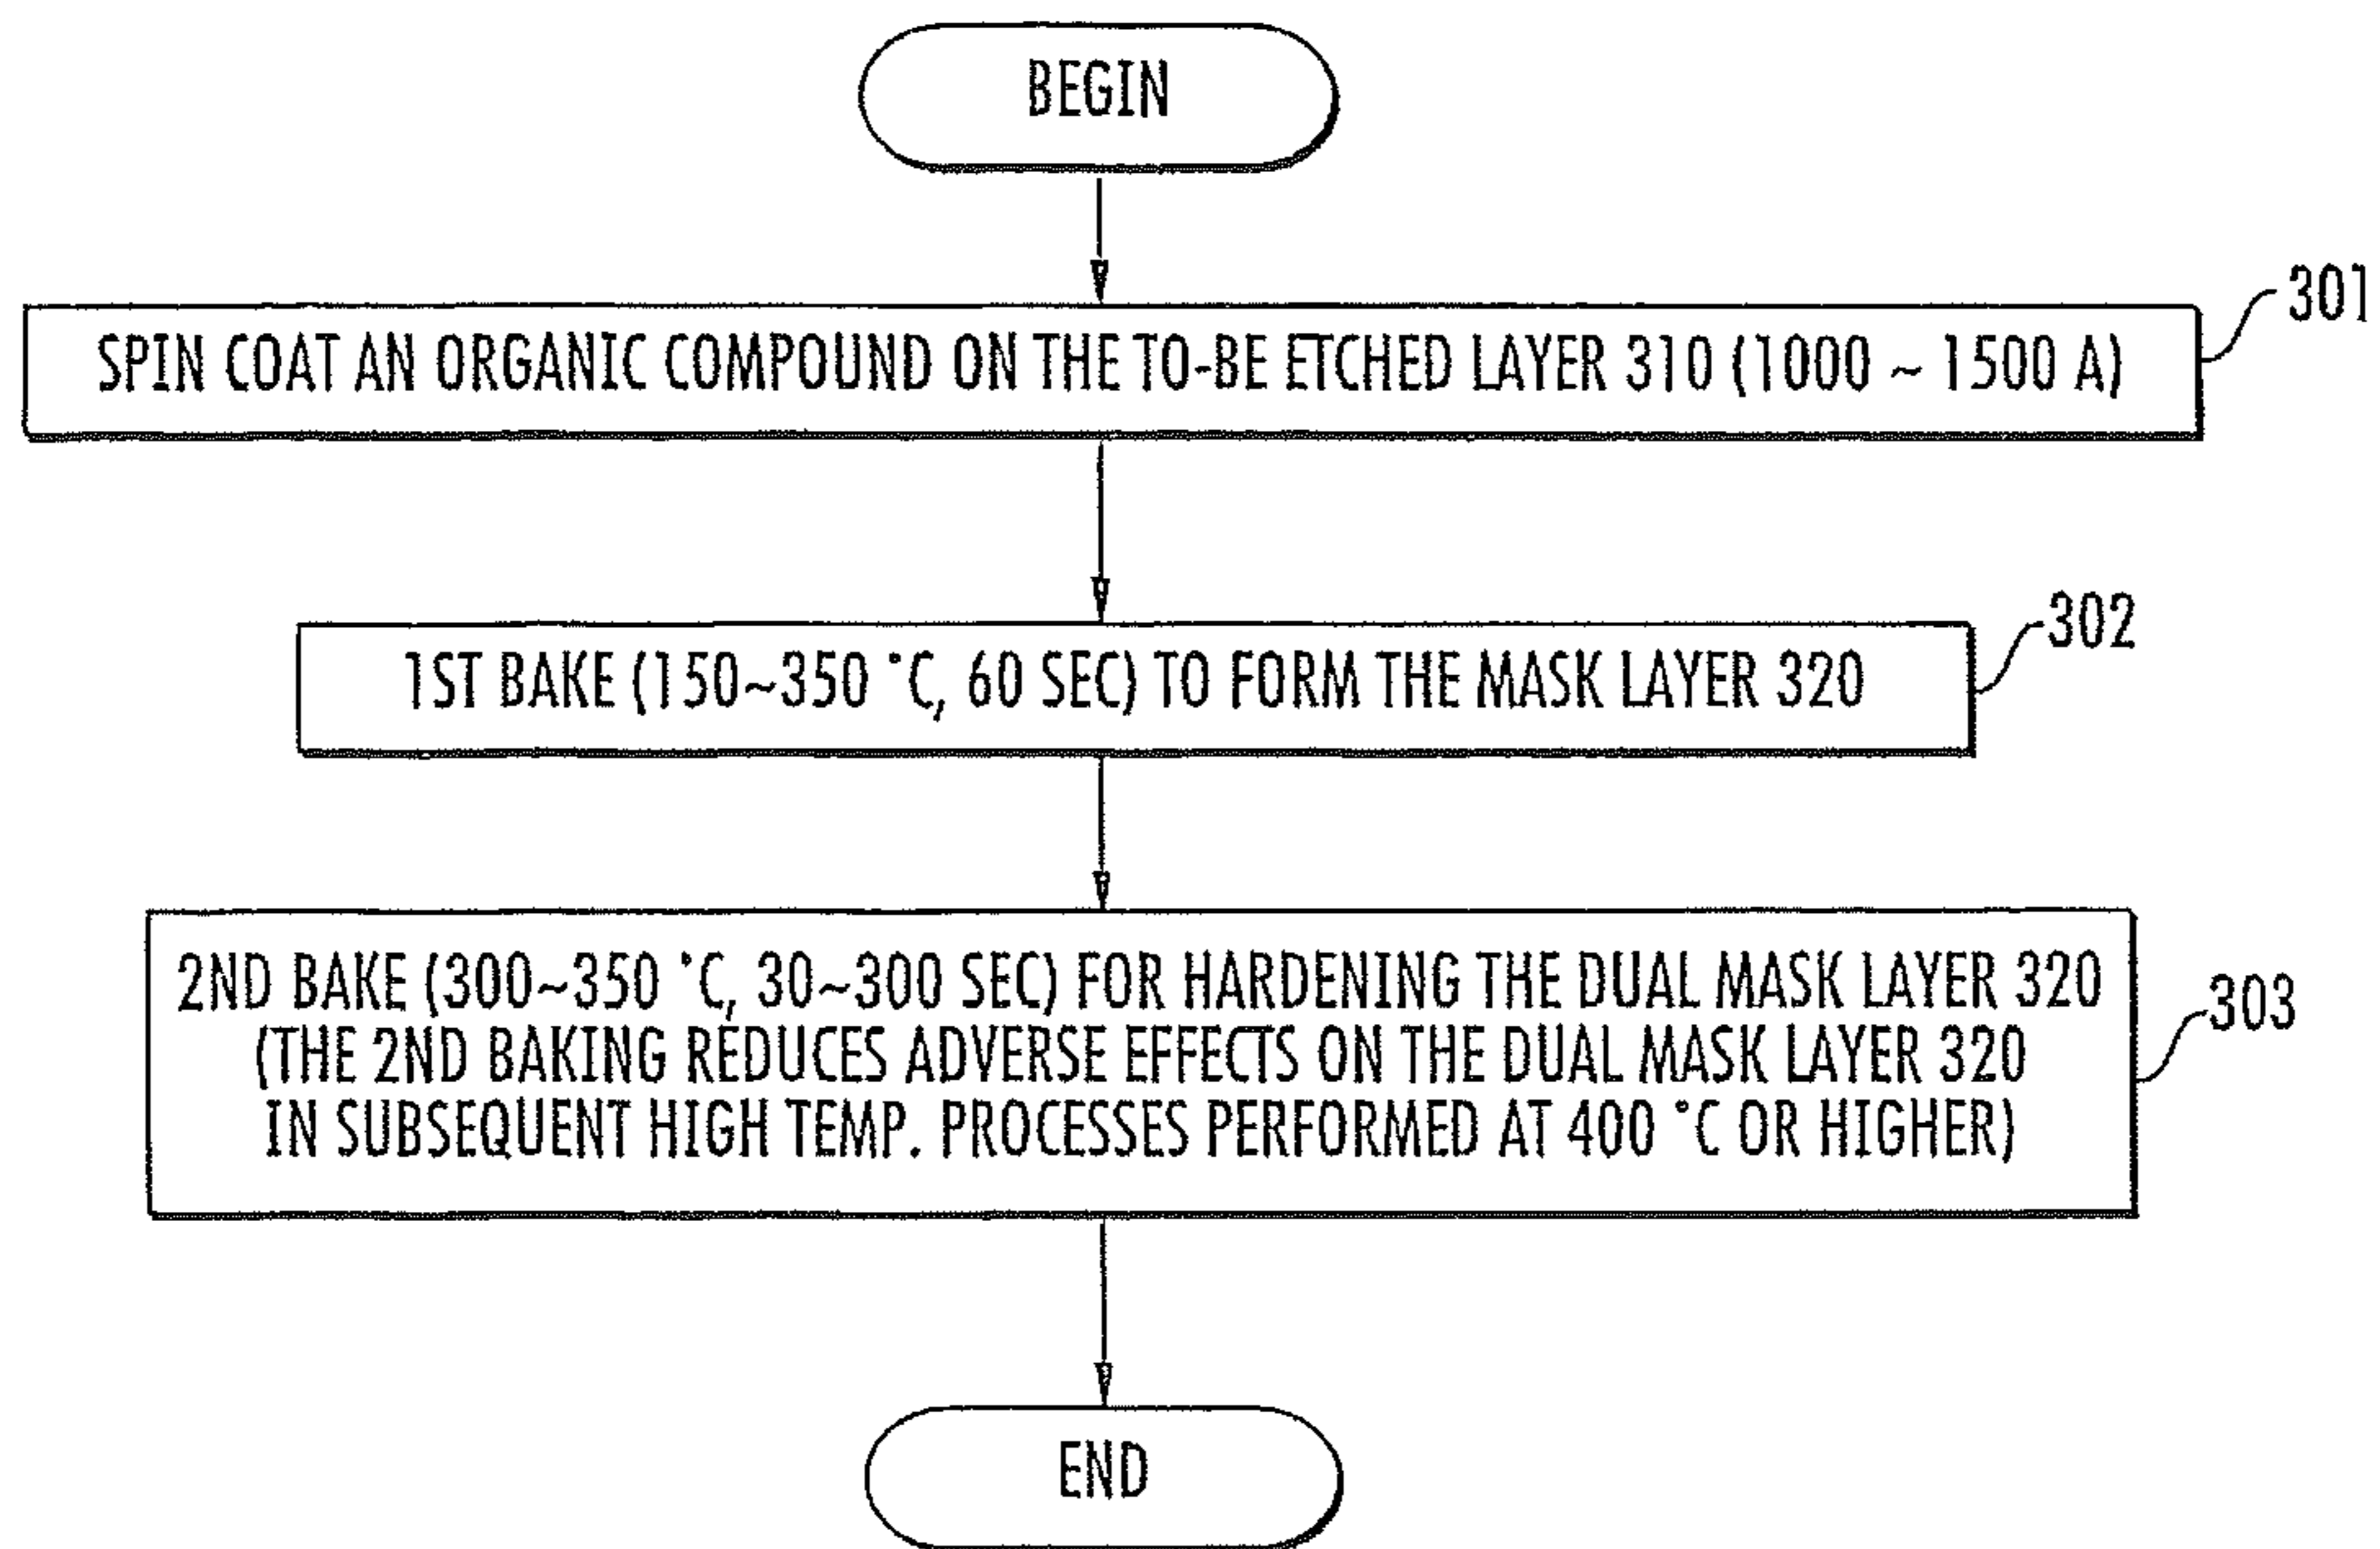 BEGIN
301
SPIN COAT AN ORGANIC COMPOUND ON THE TO-BE ETCHED LAYER 310 (1000 ~ 1500 A)
302
1ST BAKE (150~350 °C, 60 SEC) TO FORM THE MASK LAYER 320
2ND BAKE (300~350 °C, 30~300 SEC) FOR HARDENING THE DUAL MASK LAYER 320
(THE 2ND BAKING REDUCES ADVERSE EFFECTS ON THE DUAL MASK LAYER 320
IN SUBSEQUENT HIGH TEMP. PROCESSES PERFORMED AT 400 °C OR HIGHER)
303
END